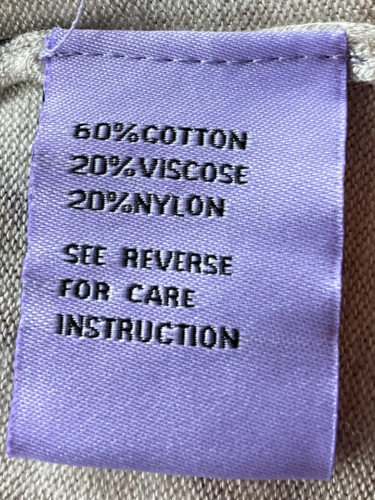 60%COTTON
20%VISCOSE
20%NYLON
SEE REVERSE
FOR CARE
INSTRUCTION